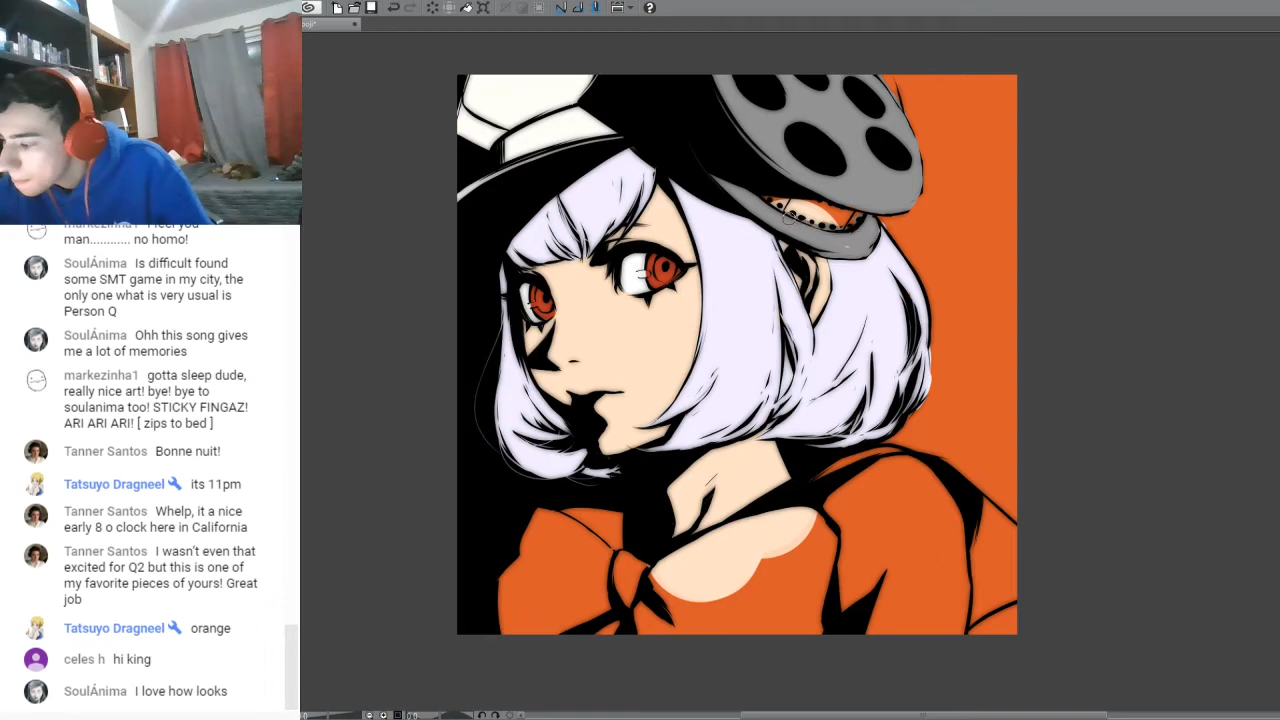 markezinha1 I feel you
man............ no homo!
SoulÁnima Is difficult found
some SMT game in my city, the
only one what is very usual is
Person Q
SoulÁnima Ohh this song gives
me a lot of memories
markezinha1 gotta sleep dude,
really nice art! bye! bye to
soulanima too! STICKY FINGAZ!
ARI ARI ARI! [ zips to bed ]
Tanner Santos Bonne nuit!
Tatsuyo Dragneel its 11pm
Tanner Santos Whelp, it a nice
early 8 o clock here in California
Tanner Santos I wasn't even that
excited for Q2 but this is one of
my favorite pieces of yours! Great
job
Tatsuyo Dragneel orange
celes h hi king
SoulÁnima I love how looks